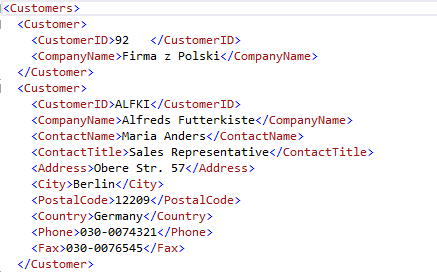 <Customers>
  <Customer>
    <CustomerID>92   </CustomerID>
    <CompanyName>Firma z Polski</CompanyName>
  </Customer>
  <Customer>
    <CustomerID>ALFKI</CustomerID>
    <CompanyName>Alfreds Futterkiste</CompanyName>
    <ContactName>Maria Anders</ContactName>
    <ContactTitle>Sales Representative</ContactTitle>
    <Address>Obere Str. 57</Address>
    <City>Berlin</City>
    <PostalCode>12209</PostalCode>
    <Country>Germany</Country>
    <Phone>030-0074321</Phone>
    <Fax>030-0076545</Fax>
  </Customer>